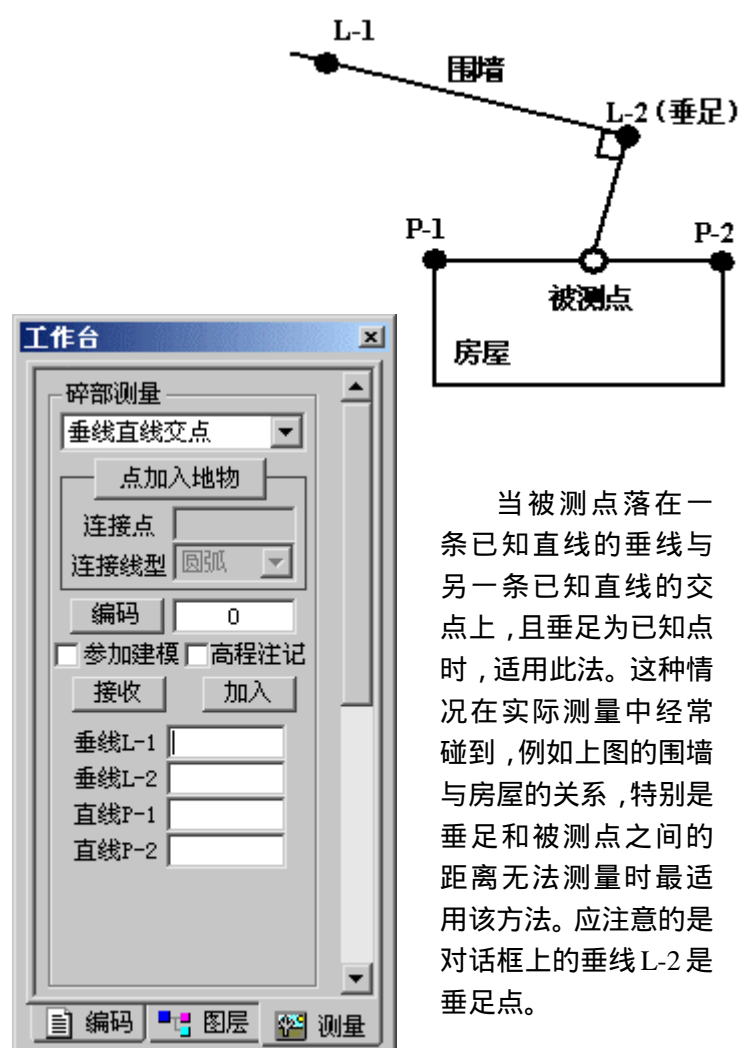 L-1
围墙
L-2(垂足)
P-1
P-2
被测点
房屋
工作台
碎部测量
垂线直线交点
点加入地物
连接点
连接线型 圆弧
编码 0
参加建模 高程注记
接收 加入
垂线L-1
垂线L-2
直线P-1
直线P-2
编码 图层 测量
当被测点落在一
条已知直线的垂线与
另一条已知直线的交
点上,且垂足为已知点
时,适用此法。这种情
况在实际测量中经常
碰到,例如上图的围墙
与房屋的关系,特别是
垂足和被测点之间的
距离无法测量时最适
用该方法。应注意的是
对话框上的垂线L-2是
垂足点。